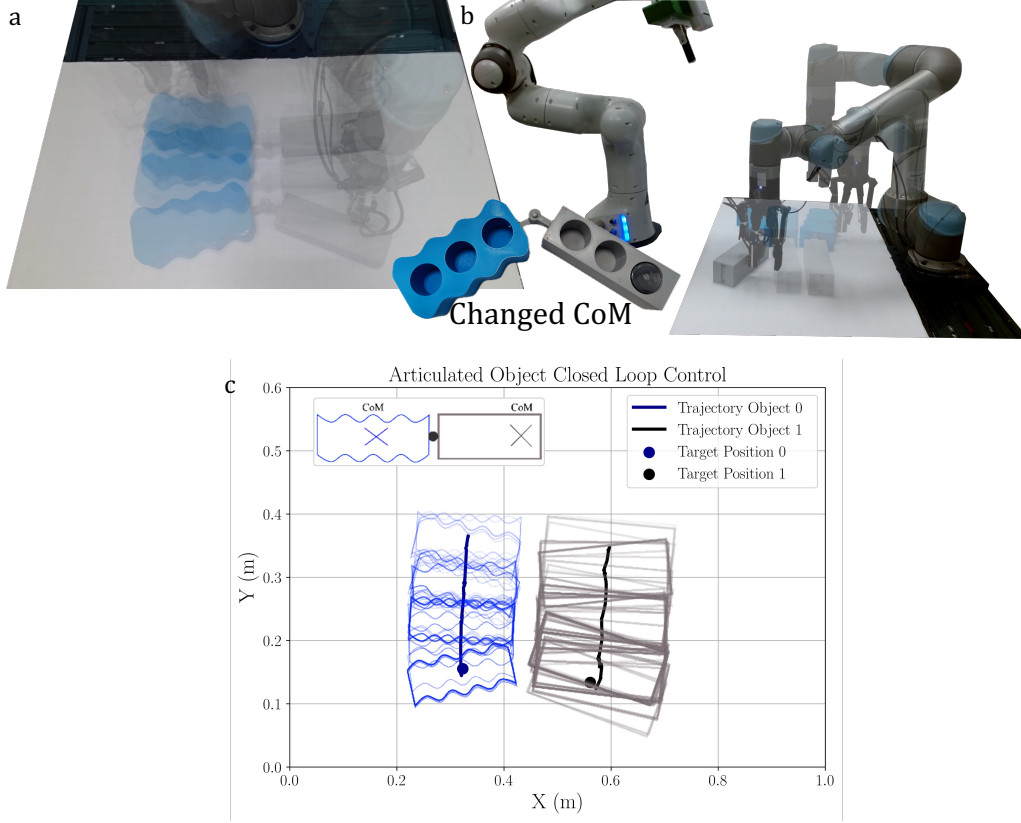 a
b
Changed CoM
c
Articulated Object Closed Loop Control
CoM
CoM
Trajectory Object 0
Trajectory Object 1
Target Position 0
Target Position 1
0.6
0.5
0.4
0.3
0.2
0.1
0.0
Y (m)
0.0 0.2 0.4 0.6 0.8 1.0
X (m)